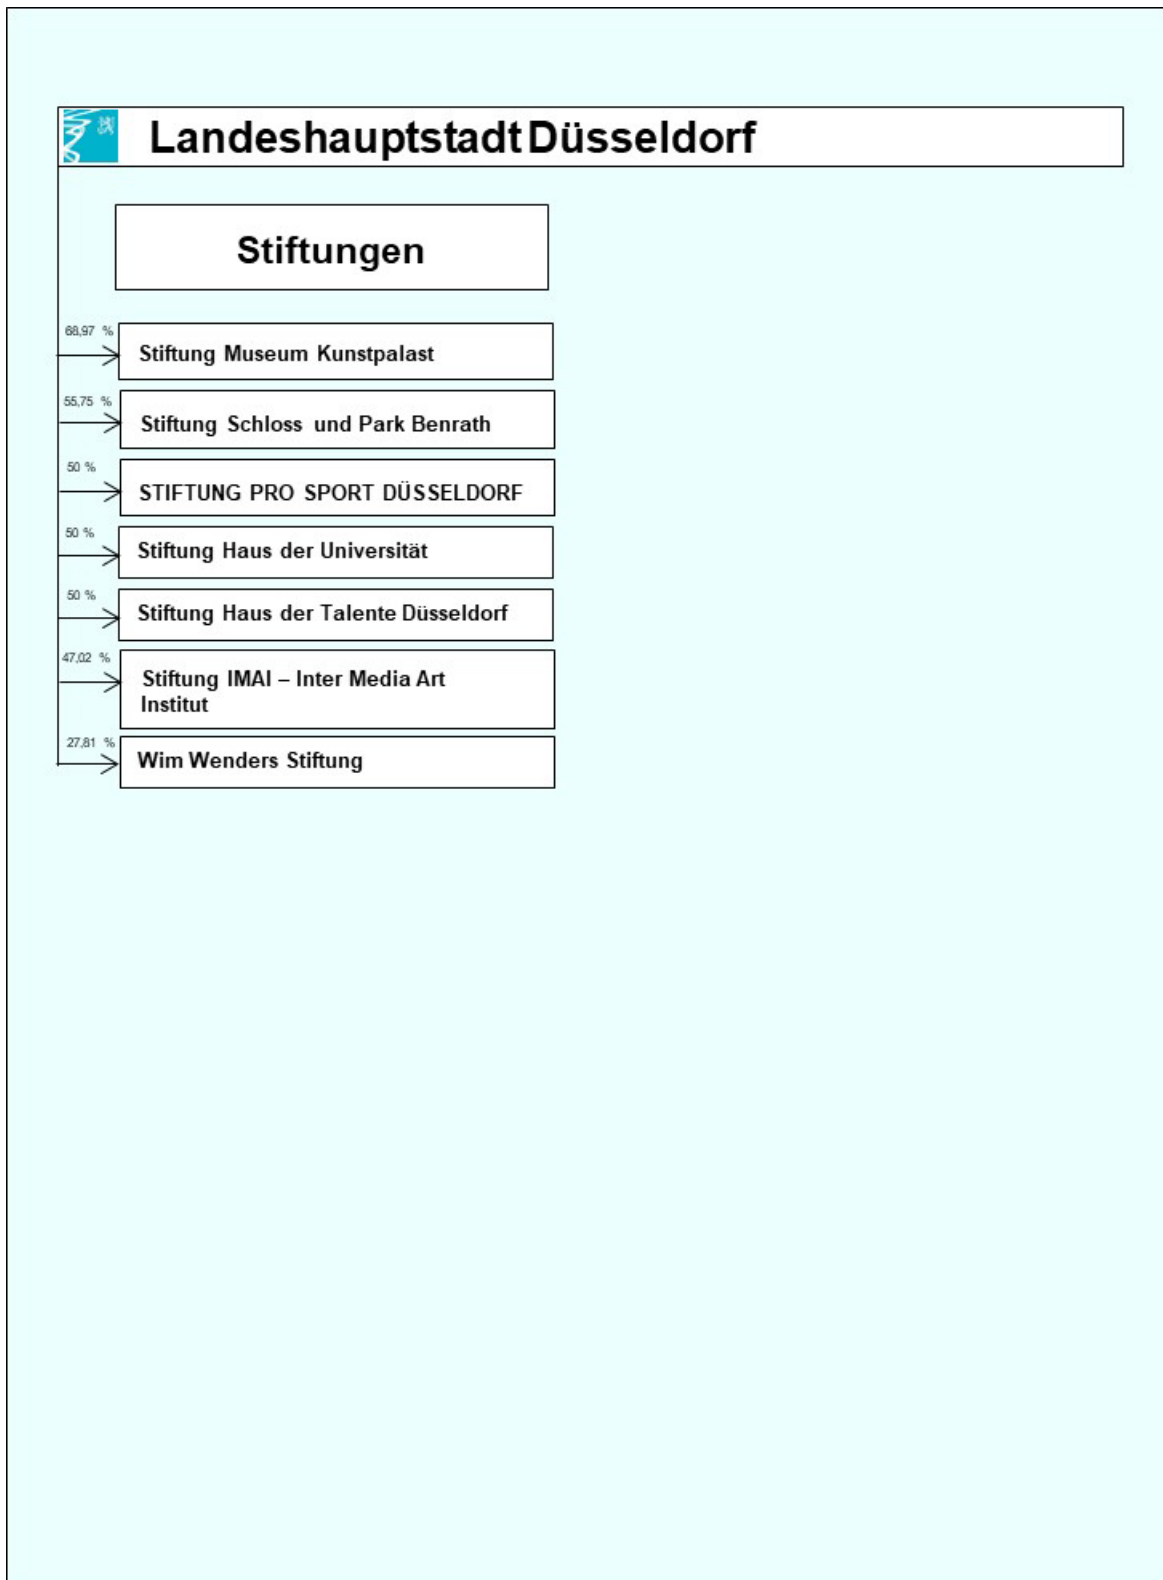 Landeshauptstadt Düsseldorf
Stiftungen
68,97 %
Stiftung Museum Kunstpalast
55,75 %
Stiftung Schloss und Park Benrath
50 %
STIFTUNG PRO SPORT DÜSSELDORF
50 %
Stiftung Haus der Universität
50 %
Stiftung Haus der Talente Düsseldorf
47,02 %
Stiftung IMAI – Inter Media Art
Institut
27,81 %
Wim Wenders Stiftung